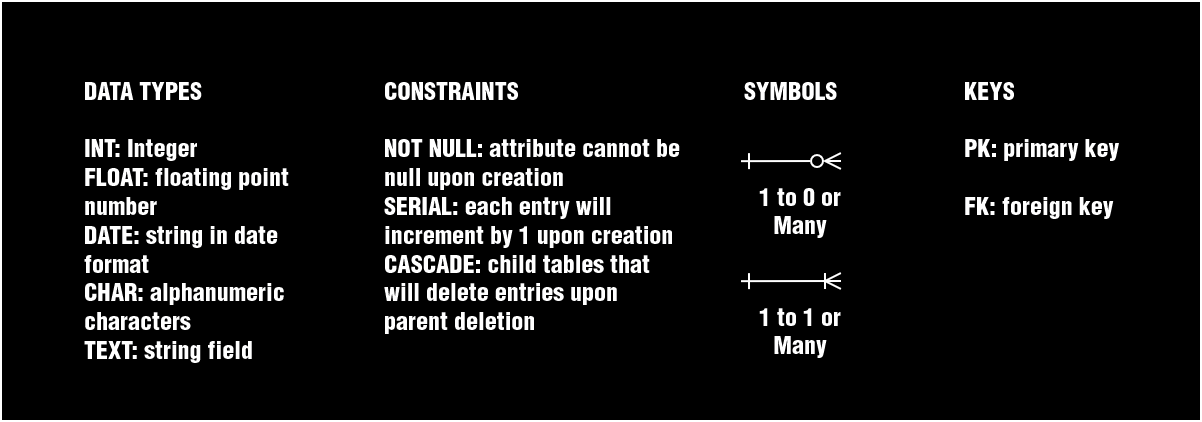 DATA TYPES
INT: Integer
FLOAT: floating point
number
DATE: string in date
format
CHAR: alphanumeric
characters
TEXT: string field
CONSTRAINTS
NOT NULL: attribute cannot be
null upon creation
SERIAL: each entry will
increment by 1 upon creation
CASCADE: child tables that
will delete entries upon
parent deletion
SYMBOLS
1 to 0 or
Many
1 to 1 or
Many
KEYS
PK: primary key
FK: foreign key